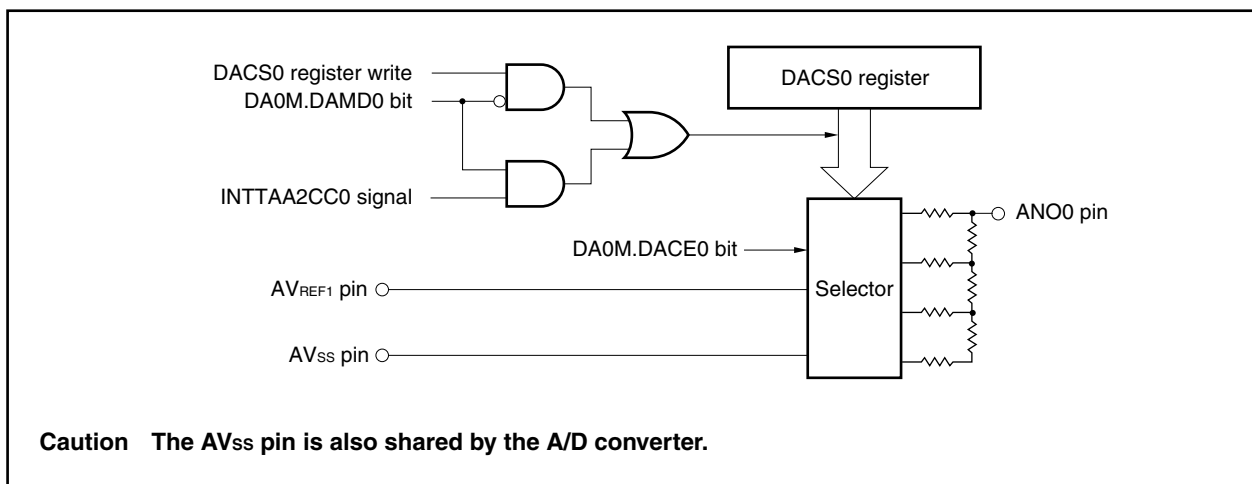 DACS0 register write
DA0M.DAMD0 bit
INTTAA2CC0 signal
DACS0 register
DA0M.DACE0 bit
AVREF1 pin
AVSS pin
Selector
ANO0 pin
Caution The AVSS pin is also shared by the A/D converter.